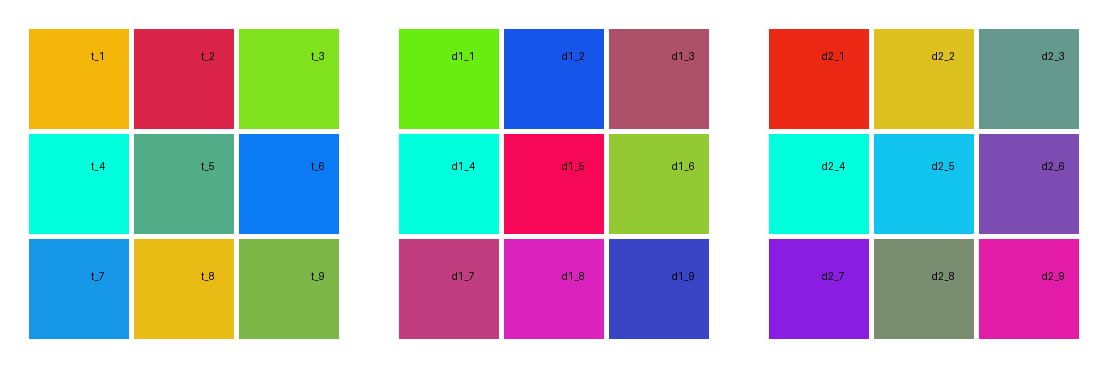 t_1 t_2 t_3 d1_1 d1_2 d1_3 d2_1 d2_2 d2_3
t_4 t_5 t_6 d1_4 d1_5 d1_6 d2_4 d2_5 d2_6
t_7 t_8 t_9 d1_7 d1_8 d1_9 d2_7 d2_8 d2_9